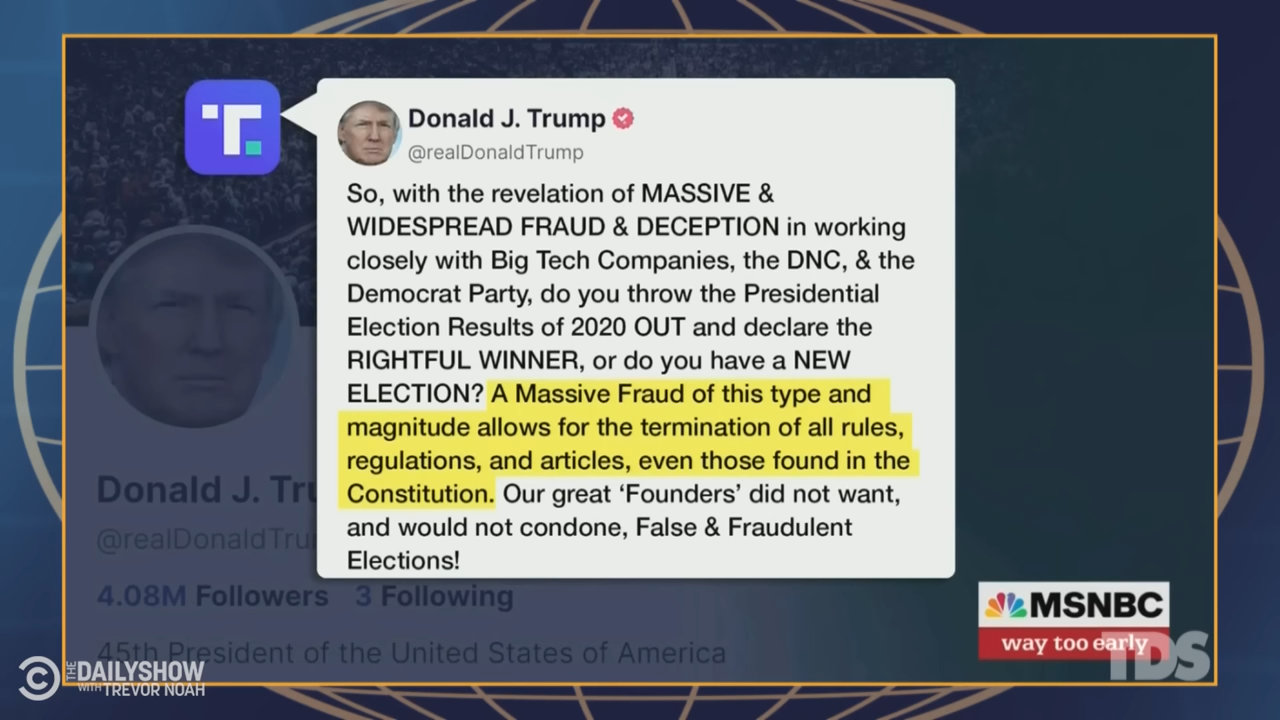 T.
Donald J. Trump
@realDonaldTrump
So, with the revelation of MASSIVE &
WIDESPREAD FRAUD & DECEPTION in working
closely with Big Tech Companies, the DNC, & the
Democrat Party, do you throw the Presidential
Election Results of 2020 OUT and declare the
RIGHTFUL WINNER, or do you have a NEW
ELECTION? A Massive Fraud of this type and
magnitude allows for the termination of all rules,
regulations, and articles, even those found in the
Constitution. Our great ‘Founders’ did not want,
and would not condone, False & Fraudulent
Elections!
Donald J. Tru
@realDonaldTrum
4.08M Followers 3 Following
45th President of the United States of America
MSNBC
way too early
TDS
THE DAILYSHOW
WITH TREVOR NOAH